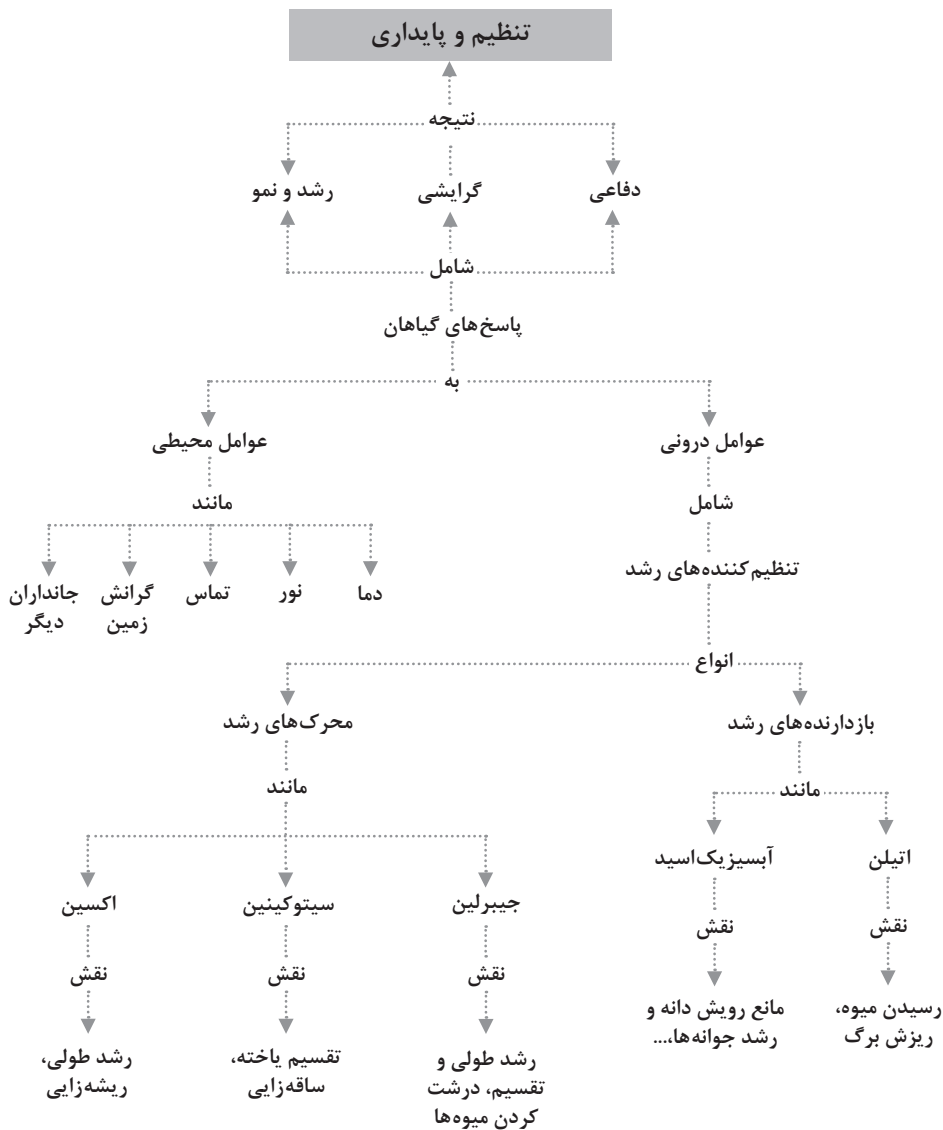 تنظیم و پایداری
نتیجه
دفاعی
گرایشی
رشد و نمو
شامل
پاسخ‌های گیاهان
به
عوامل درونی
عوامل محیطی
شامل
مانند
تنظیم‌کننده‌های رشد
دما
نور
تماس
گرانش
زمین
جانداران
دیگر
انواع
بازدارنده‌های رشد
محرک‌های رشد
مانند
مانند
اتیلن
آبسیزیک‌اسید
جیبرلین
سیتوکینین
اکسین
نقش
نقش
نقش
نقش
نقش
رسیدن میوه،
ریزش برگ
مانع رویش دانه و
رشد جوانه‌ها،...
رشد طولی و
تقسیم، درشت
کردن میوه‌ها
تقسیم یاخته،
ساقه‌زایی
رشد طولی،
ریشه‌زایی